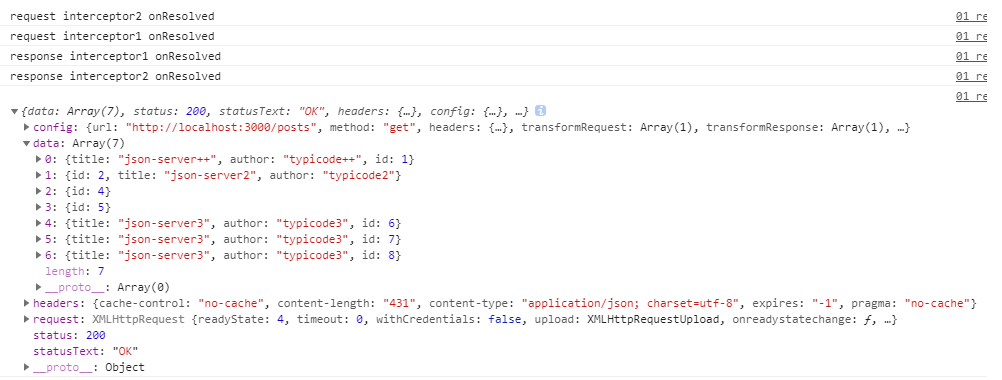 request interceptor2 onResolved 01 re
request interceptor1 onResolved 01 re
response interceptor1 onResolved 01 re
response interceptor2 onResolved 01 re
01 re
▼{data: Array(7), status: 200, statusText: "OK", headers: {…}, config: {…}, …} i
▶config: {url: "http://localhost:3000/posts", method: "get", headers: {…}, transformRequest: Array(1), transformResponse: Array(1), …}
▼data: Array(7)
▶0: {title: "json-server++", author: "typicode++", id: 1}
▶1: {id: 2, title: "json-server2", author: "typicode2"}
▶2: {id: 4}
▶3: {id: 5}
▶4: {title: "json-server3", author: "typicode3", id: 6}
▶5: {title: "json-server3", author: "typicode3", id: 7}
▶6: {title: "json-server3", author: "typicode3", id: 8}
length: 7
▶__proto__: Array(0)
▶headers: {cache-control: "no-cache", content-length: "431", content-type: "application/json; charset=utf-8", expires: "-1", pragma: "no-cache"}
▶request: XMLHttpRequest {readyState: 4, timeout: 0, withCredentials: false, upload: XMLHttpRequestUpload, onreadystatechange: ƒ, …}
status: 200
statusText: "OK"
▶__proto__: Object